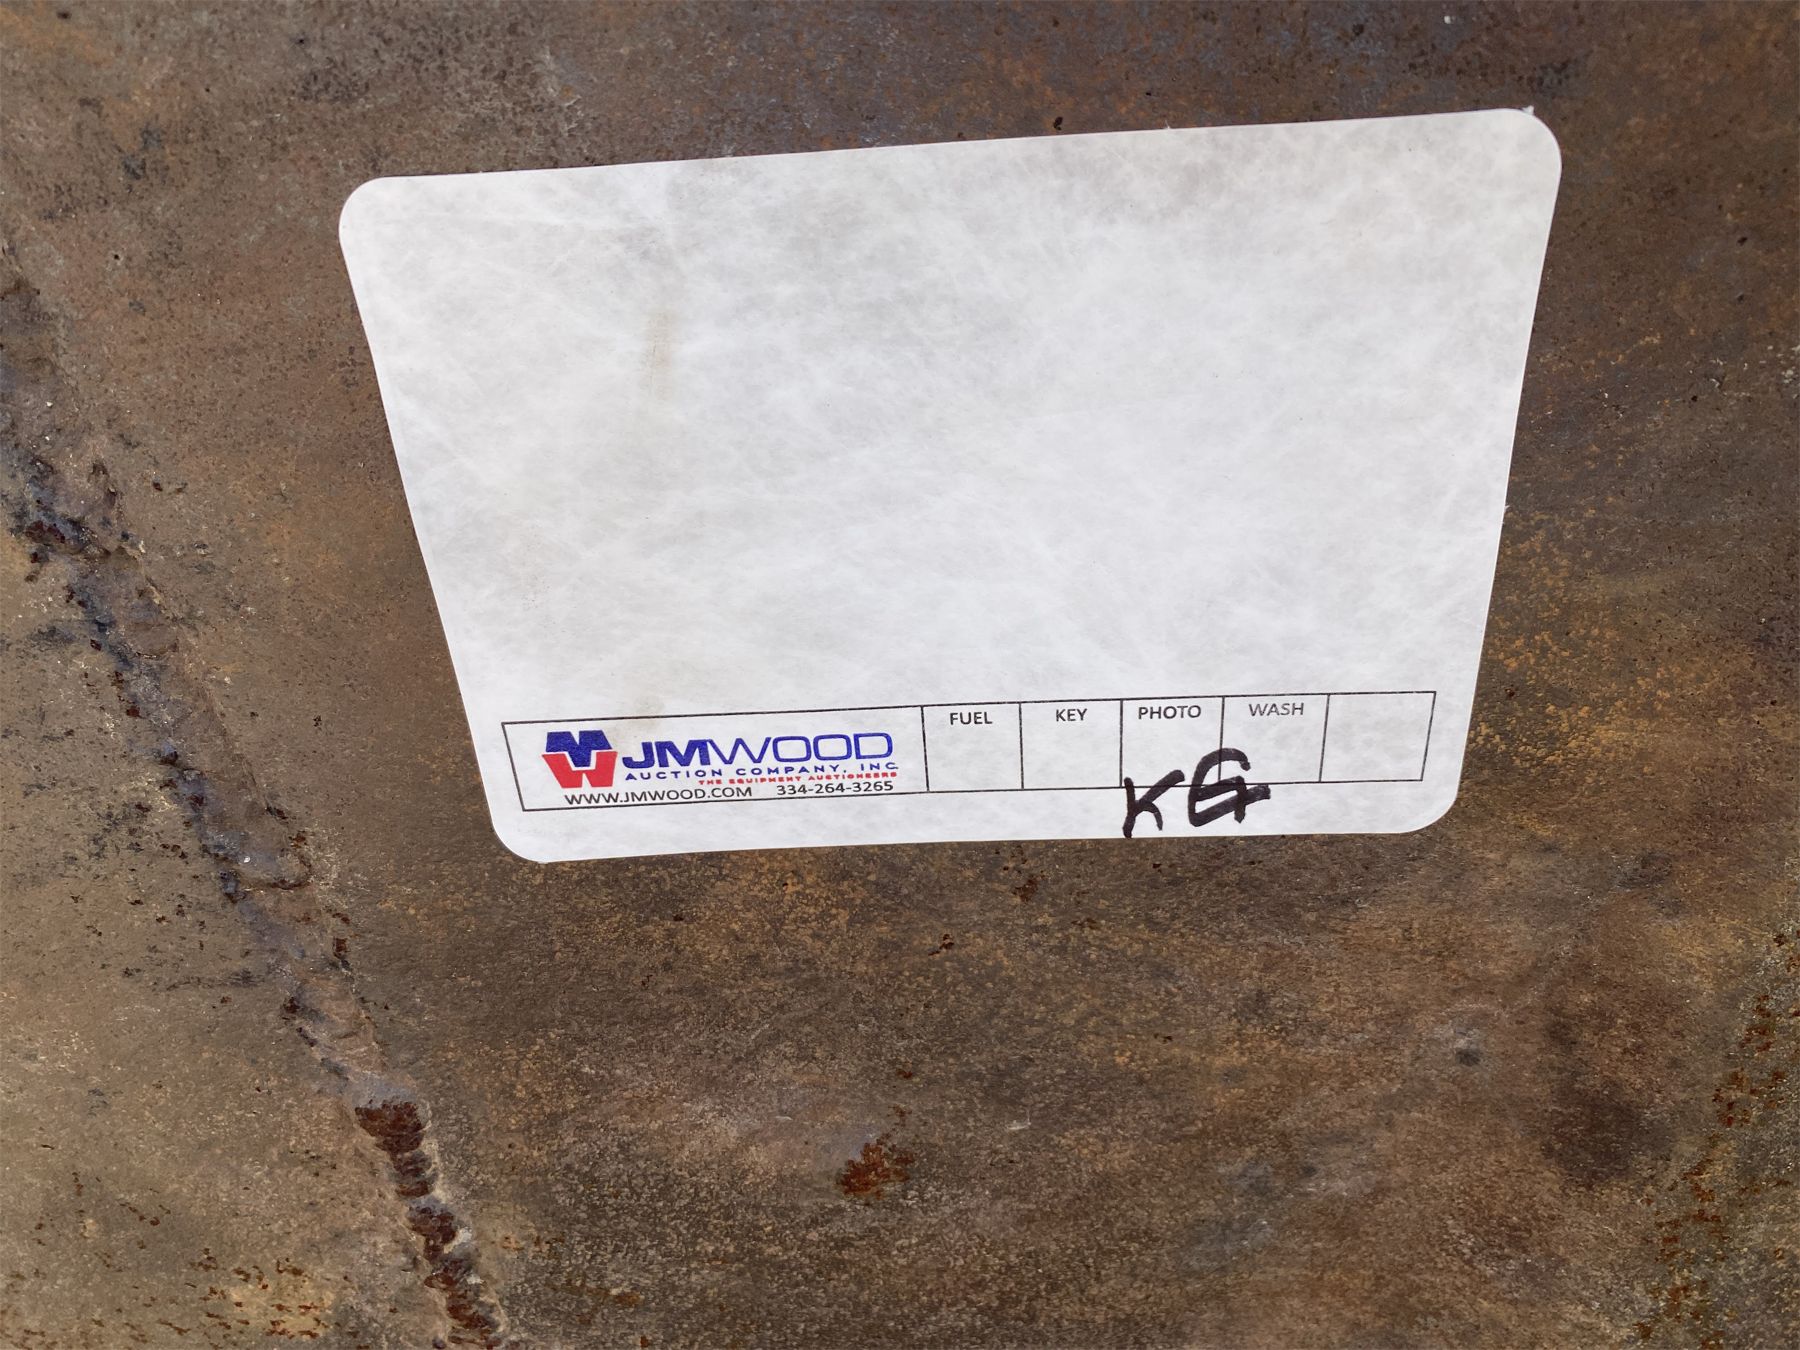 FUEL KEY PHOTO WASH
JMWOOD
AUCTION COMPANY, INC
THE EQUIPMENT AUCTIONEERS
WWW.JMWOOD.COM 334-264-3265
KG